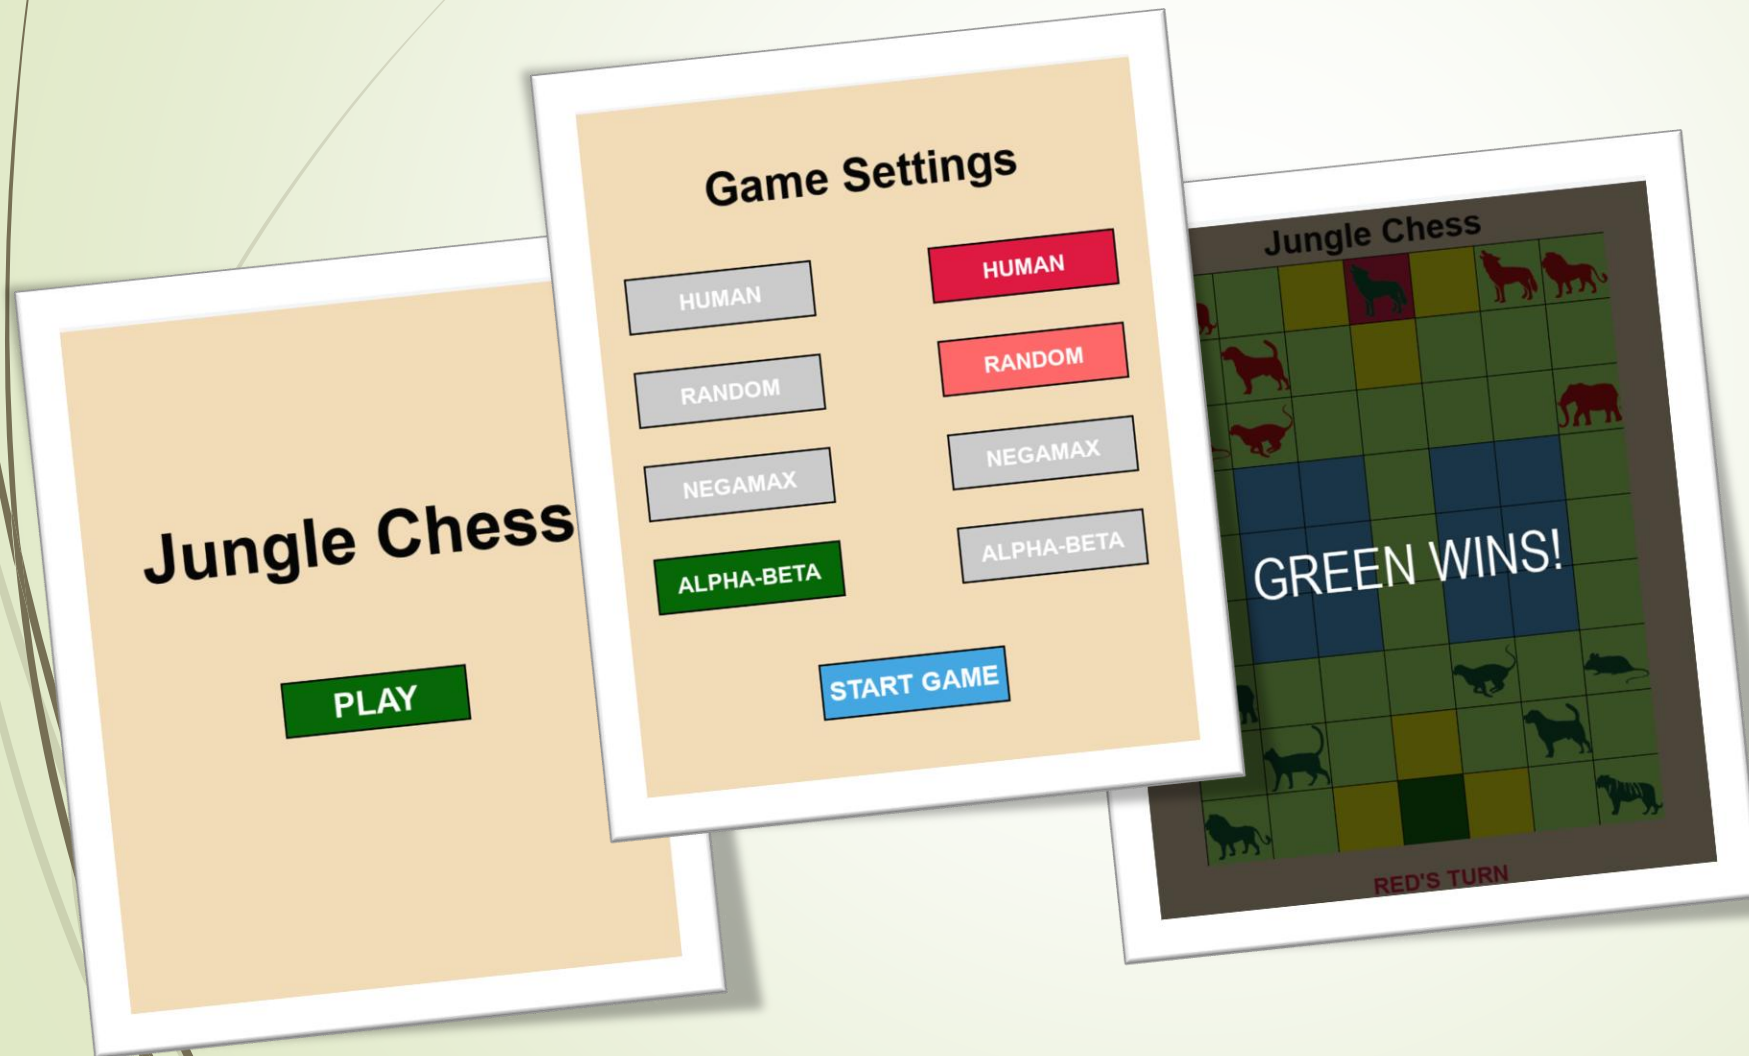 Jungle Chess
PLAY
Game Settings
HUMAN
RANDOM
NEGAMAX
ALPHA-BETA
HUMAN
RANDOM
NEGAMAX
ALPHA-BETA
START GAME
Jungle Chess
GREEN WINS!
RED'S TURN